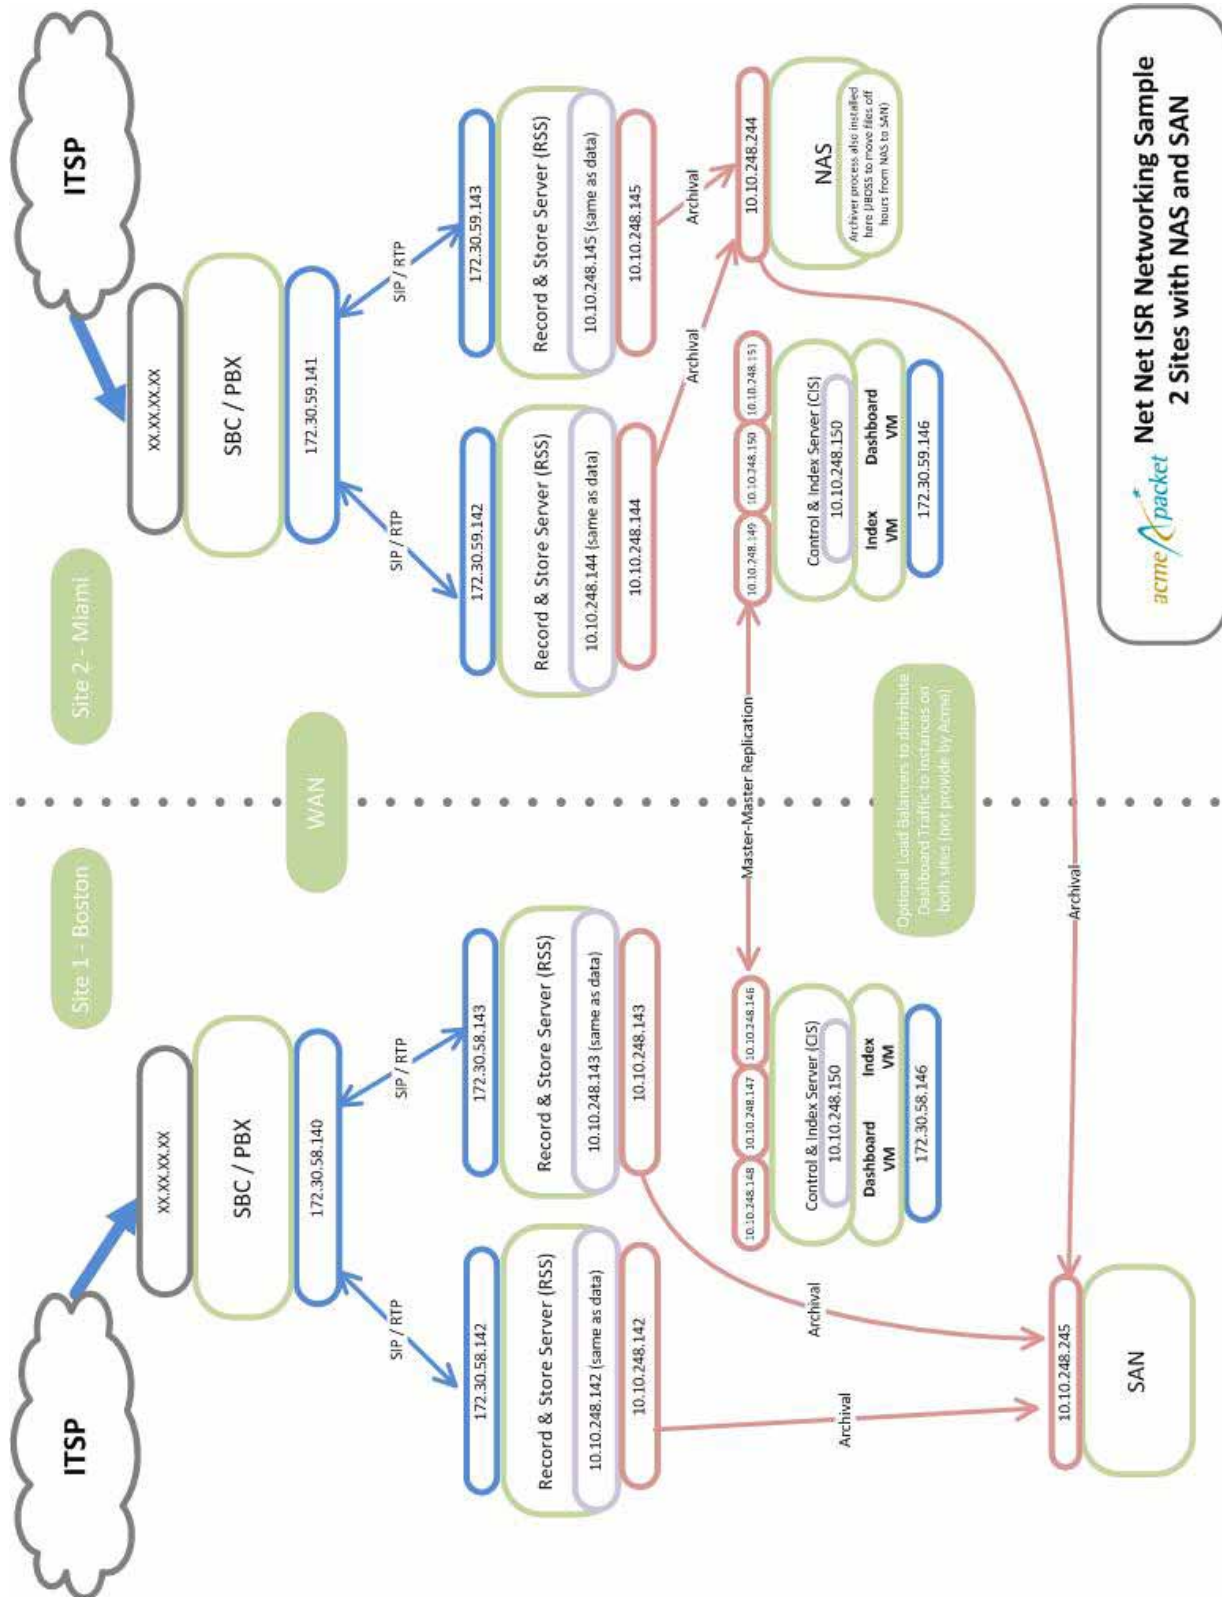 ITSP
ITSP
Site 1 - Boston
Site 2 - Miami
XX.XX.XX.XX
SBC / PBX
172.30.58.140
XX.XX.XX.XX
SBC / PBX
172.30.59.141
WAN
SIP / RTP
SIP / RTP
SIP / RTP
SIP / RTP
172.30.58.142
Record & Store Server (RSS)
10.10.248.142 (same as data)
10.10.248.142
172.30.58.143
Record & Store Server (RSS)
10.10.248.143 (same as data)
10.10.248.143
172.30.59.142
Record & Store Server (RSS)
10.10.248.144 (same as data)
10.10.248.144
172.30.59.143
Record & Store Server (RSS)
10.10.248.145 (same as data)
10.10.248.145
Archival
Archival
10.10.248.148
10.10.248.147
10.10.248.146
Control & Index Server (CIS)
10.10.248.150
Dashboard
VM
Index
VM
172.30.58.146
Master-Master Replication
10.10.248.149
10.10.248.150
10.10.248.151
Control & Index Server (CIS)
10.10.248.150
Index
VM
Dashboard
VM
172.30.59.146
10.10.248.244
NAS
Archiver process also installed
here (JBOSS to move files off
hours from NAS to SAN)
Optional Load Balancers to distribute
Dashboard Traffic to instances on
both sites (not provide by Acme)
Archival
Archival
Archival
10.10.248.245
SAN
acme packet
Net Net ISR Networking Sample
2 Sites with NAS and SAN